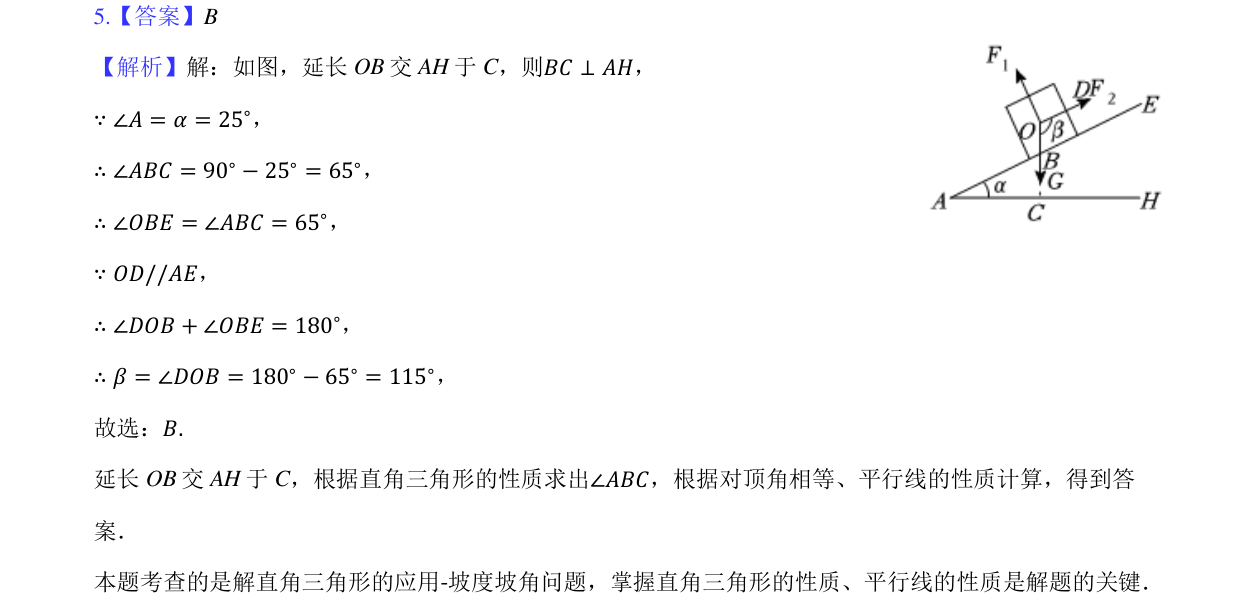 5.【答案】B
【解析】解：如图，延长 OB 交 AH 于 C，则BC ⊥ AH，
∵ ∠A = α = 25°，
∴ ∠ABC = 90° − 25° = 65°，
∴ ∠OBE = ∠ABC = 65°，
∵ OD//AE，
∴ ∠DOB + ∠OBE = 180°，
∴ β = ∠DOB = 180° − 65° = 115°，
故选：B.
延长 OB 交 AH 于 C，根据直角三角形的性质求出∠ABC，根据对顶角相等、平行线的性质计算，得到答
案．
本题考查的是解直角三角形的应用-坡度坡角问题，掌握直角三角形的性质、平行线的性质是解题的关键．
F₁
DF₂
E
O
β
B
G
α
A
C
H